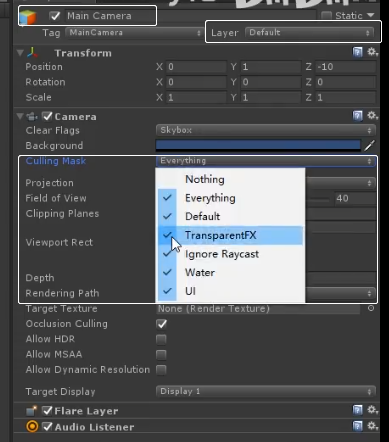 Main Camera Static
Tag MainCamera Layer Default
Transform
Position X 0 Y 1 Z -10
Rotation X 0 Y 0 Z 0
Scale X 1 Y 1 Z 1
Camera
Clear Flags Skybox
Background
Culling Mask Everything
Nothing
Projection
Everything
Field of View 40
Default
Clipping Planes
TransparentFX
Viewport Rect
Ignore Raycast
Water
Depth
UI
Rendering Path
Target Texture None (Render Texture)
Occlusion Culling
Allow HDR
Allow MSAA
Allow Dynamic Resolution
Target Display Display 1
Flare Layer
Audio Listener